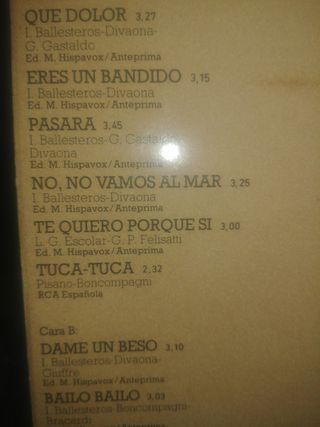 QUE DOLOR 3,27
I. Ballesteros-Divaona-
G. Gastaldo
Ed. M. Hispavox/Anteprima
ERES UN BANDIDO 3,15
I. Ballesteros-Divaona
Ed. M. Hispavox/Anteprima
PASARA 3,45
I. Ballesteros-G. Gastaldo
Divaona
Ed. M. Hispavox/Anteprima
NO, NO VAMOS AL MAR 3,25
I. Ballesteros-Divaona
Ed. M. Hispavox/Anteprima
TE QUIERO PORQUE SI 3,00
L. G. Escolar-G. P. Felisatti
Ed. M. Hispavox/Anteprima
TUCA-TUCA 2,32
Pisano-Boncompagni
RCA Española
Cara B:
DAME UN BESO 3,10
I. Ballesteros-Divaona-
Giuffre
Ed. M. Hispavox/Anteprima
BAILO BAILO 3,03
I. Ballesteros-Boncompagni-
Bracardi
Ed. M. Hispavox/Anteprima